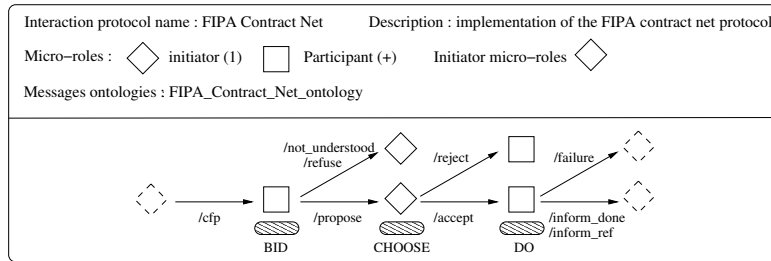 Interaction protocol name : FIPA Contract Net Description : implementation of the FIPA contract net protocol
Micro−roles : initiator (1) Participant (+) Initiator micro−roles
Messages ontologies : FIPA_Contract_Net_ontology
/not_understood
/refuse /reject /failure
/cfp /propose /accept /inform_done
/inform_ref
BID CHOOSE DO